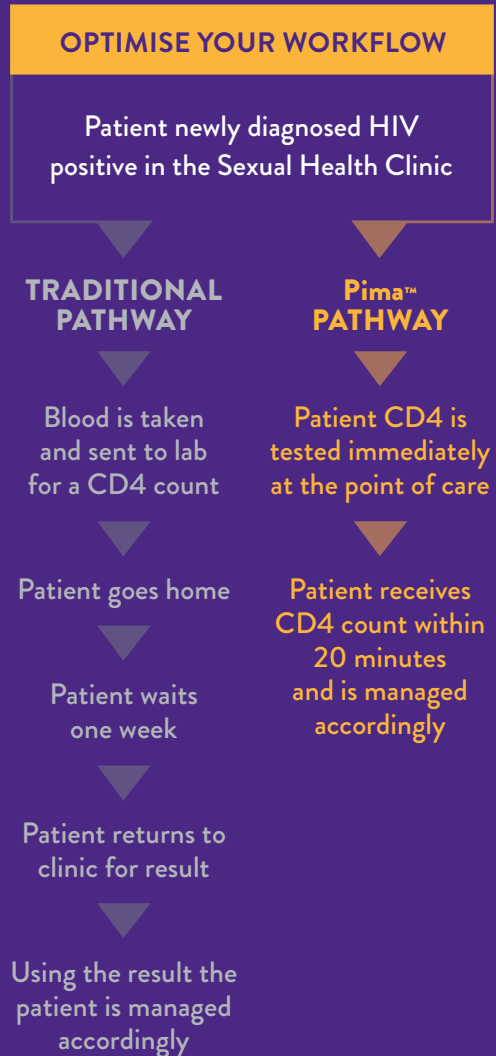 OPTIMISE YOUR WORKFLOW
Patient newly diagnosed HIV
positive in the Sexual Health Clinic
TRADITIONAL
PATHWAY
Blood is taken
and sent to lab
for a CD4 count
Patient goes home
Patient waits
one week
Patient returns to
clinic for result
Using the result the
patient is managed
accordingly
Pima™
PATHWAY
Patient CD4 is
tested immediately
at the point of care
Patient receives
CD4 count within
20 minutes
and is managed
accordingly